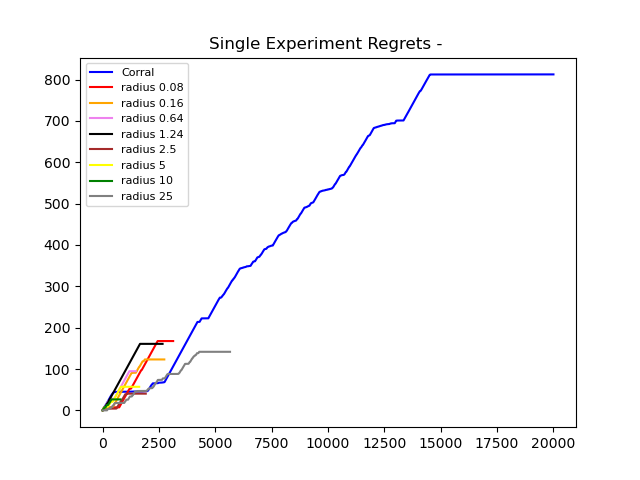 Single Experiment Regrets -
Corral
radius 0.08
radius 0.16
radius 0.64
radius 1.24
radius 2.5
radius 5
radius 10
radius 25
800
700
600
500
400
300
200
100
0
0 2500 5000 7500 10000 12500 15000 17500 20000